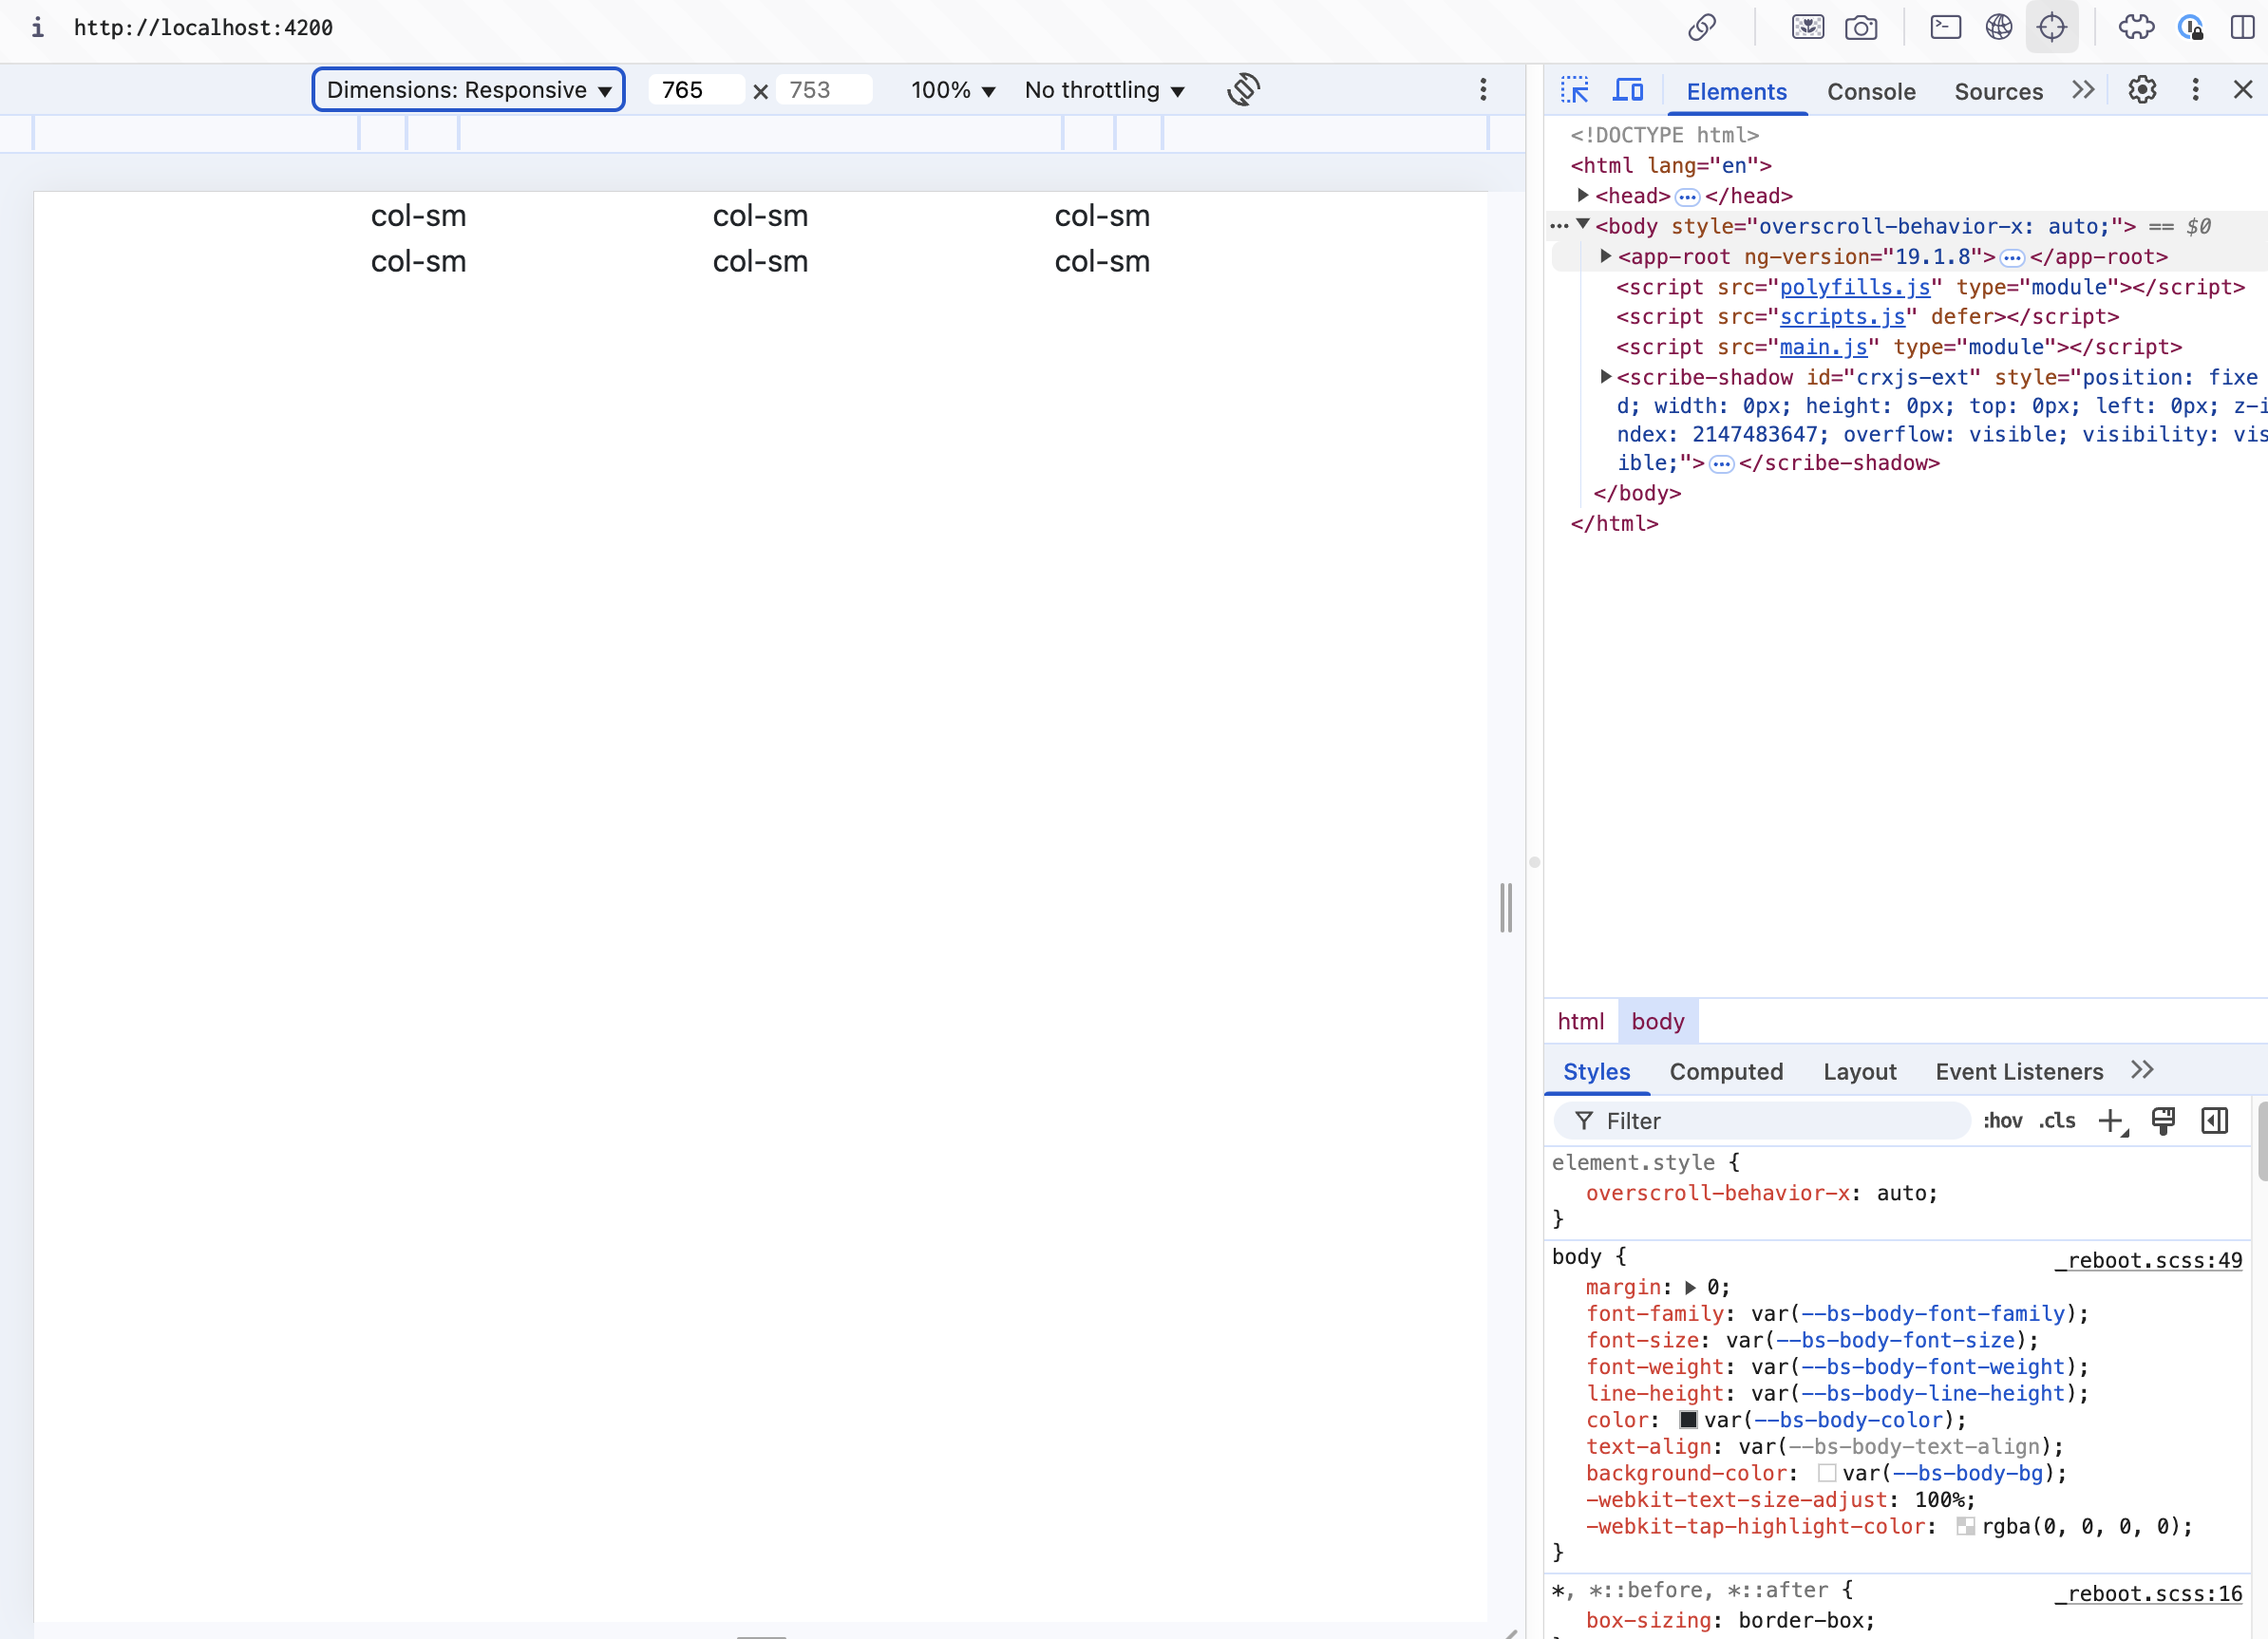 i http://localhost:4200
Dimensions: Responsive 765 × 753 100% No throttling
Elements Console Sources
col-sm col-sm col-sm
col-sm col-sm col-sm
<!DOCTYPE html>
<html lang="en">
<head>…</head>
<body style="overscroll-behavior-x: auto;"> == $0
<app-root ng-version="19.1.8">…</app-root>
<script src="polyfills.js" type="module"></script>
<script src="scripts.js" defer></script>
<script src="main.js" type="module"></script>
<scribe-shadow id="crxjs-ext" style="position: fixe
d; width: 0px; height: 0px; top: 0px; left: 0px; z-i
ndex: 2147483647; overflow: visible; visibility: vis
ible;">…</scribe-shadow>
</body>
</html>
html body
Styles Computed Layout Event Listeners
Filter :hov .cls
element.style {
overscroll-behavior-x: auto;
}
body { _reboot.scss:49
margin: 0;
font-family: var(--bs-body-font-family);
font-size: var(--bs-body-font-size);
font-weight: var(--bs-body-font-weight);
line-height: var(--bs-body-line-height);
color: var(--bs-body-color);
text-align: var(--bs-body-text-align);
background-color: var(--bs-body-bg);
-webkit-text-size-adjust: 100%;
-webkit-tap-highlight-color: rgba(0, 0, 0, 0);
}
*, *::before, *::after { _reboot.scss:16
box-sizing: border-box;